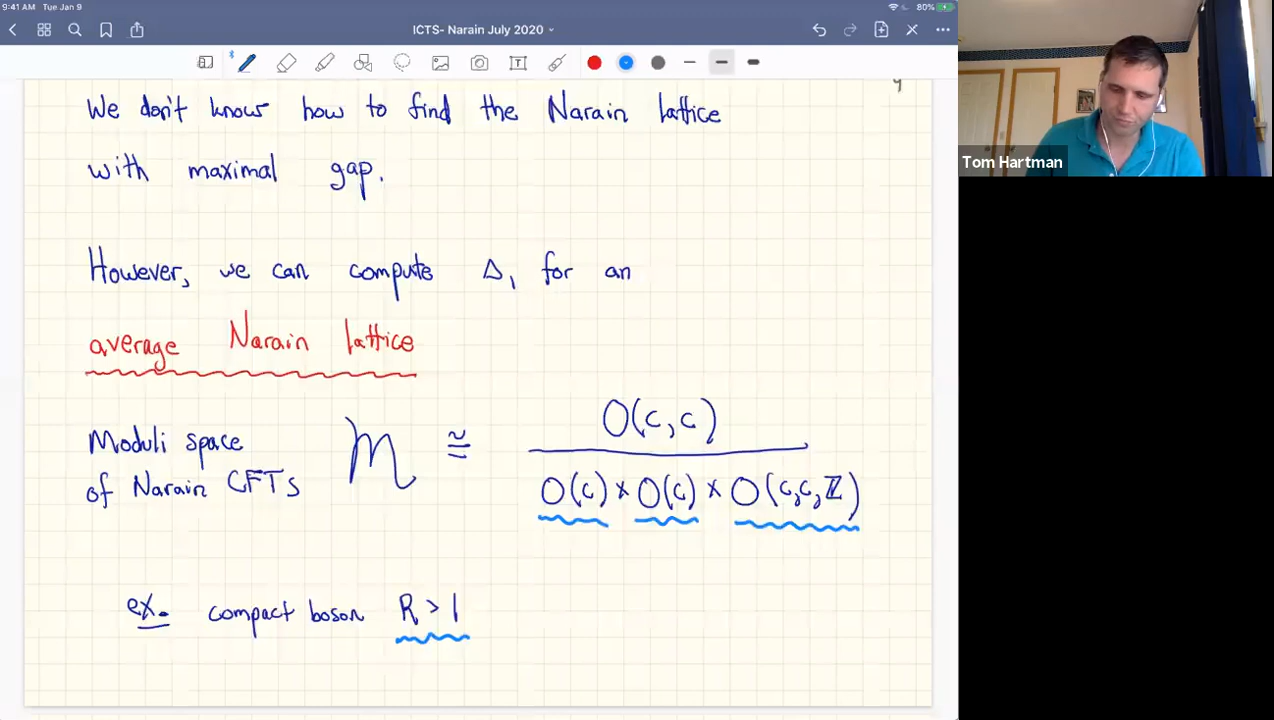 9:41 AM Tue Jan 9
80%
ICTS- Narain July 2020
4
We don't know how to find the Narain lattice
with maximal gap.
However, we can compute Δ₁ for an
average Narain lattice
Moduli space
of Narain CFTs
M ≅ O(c,c)
O(c) × O(c) × O(c,c,ℤ)
ex. compact boson R > 1
Tom Hartman